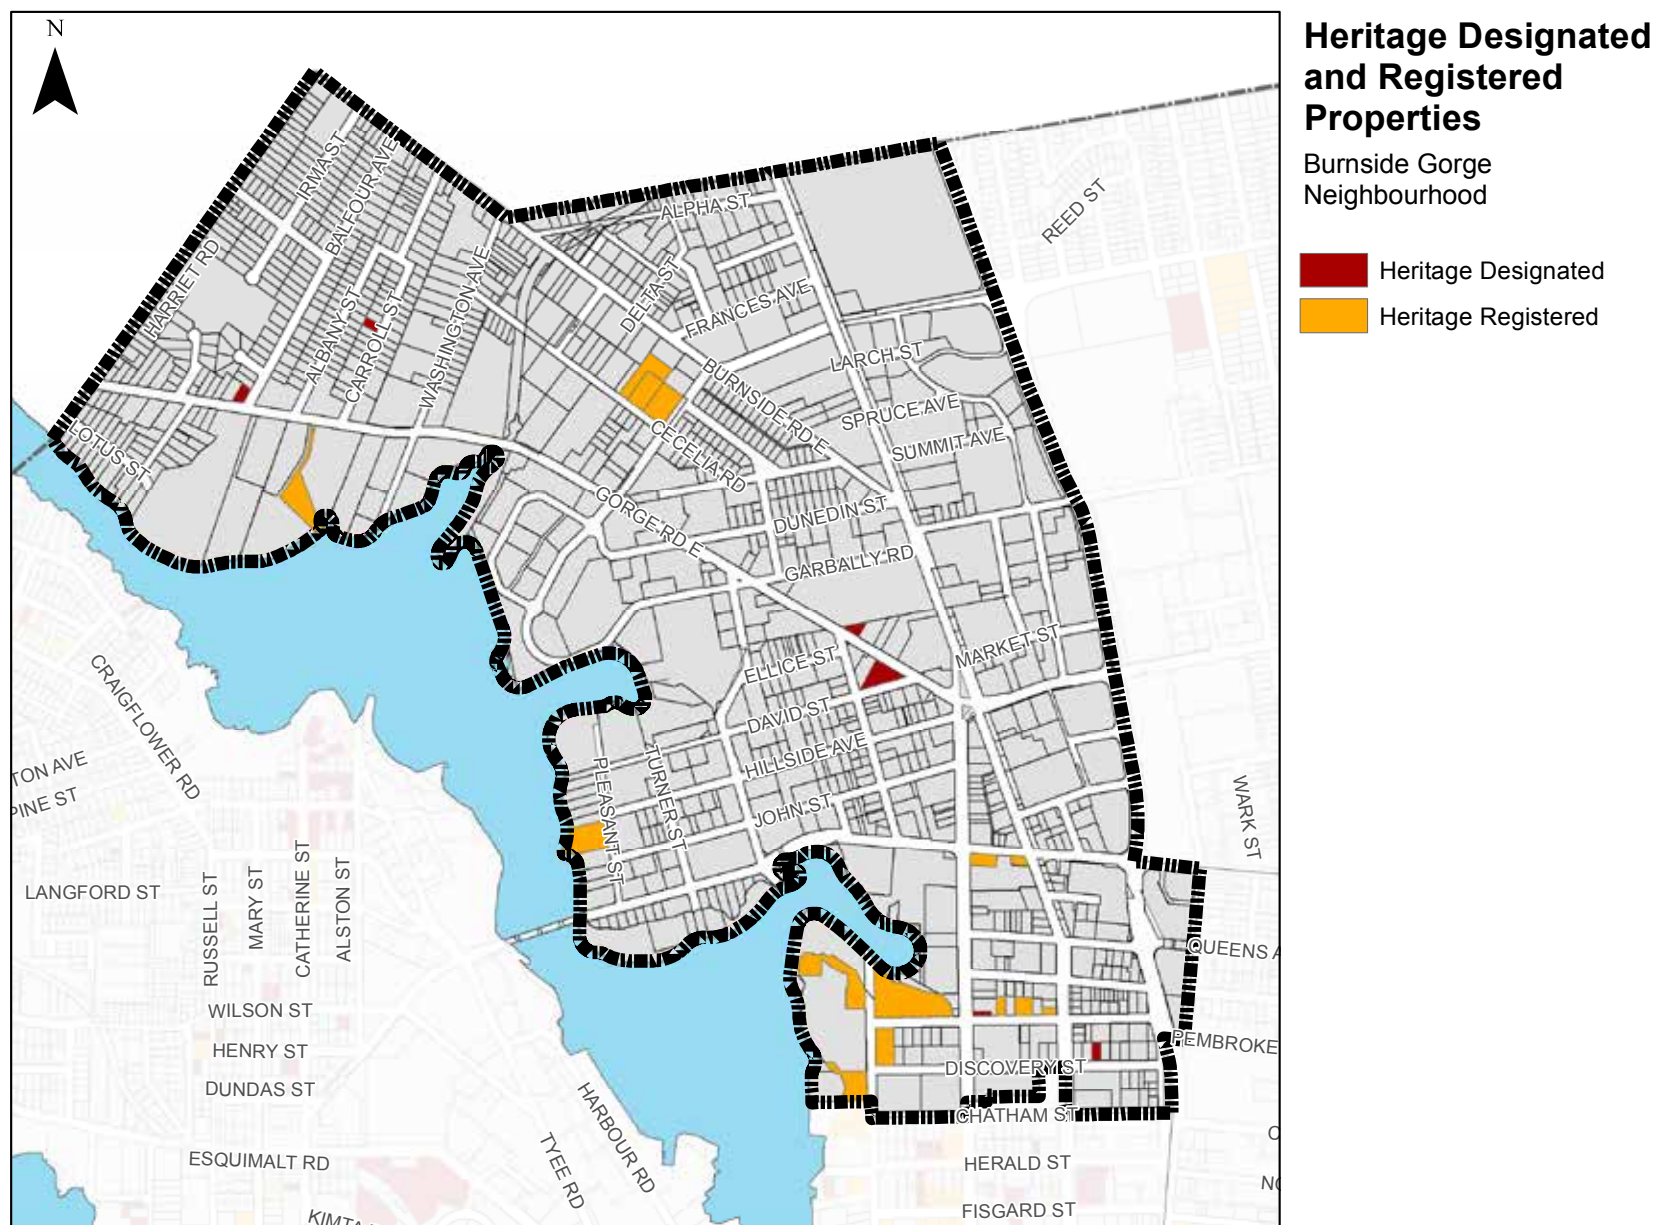 N
Heritage Designated
and Registered
Properties
Burnside Gorge
Neighbourhood
Heritage Designated
Heritage Registered
IRMA ST
BALFOUR AVE
HARRIET RD
ALBANY ST
CARROLL ST
WASHINGTON AVE
LOTUS ST
ALPHA ST
DELTA ST
FRANCES AVE
REED ST
BURNSIDE RD E
LARCH ST
SPRUCE AVE
SUMMIT AVE
CECELIA RD
GORGE RD E
DUNEDIN ST
GARBALLY RD
MARKET ST
ELLICE ST
DAVID ST
HILLSIDE AVE
JOHN ST
TURNER ST
PLEASANT ST
WARK ST
CRAIGFLOWER RD
TON AVE
PINE ST
LANGFORD ST
RUSSELL ST
MARY ST
CATHERINE ST
ALSTON ST
WILSON ST
HENRY ST
DUNDAS ST
ESQUIMALT RD
KIMTA
TYEE RD
HARBOUR RD
QUEENS A
PEMBROKE
DISCOVERY ST
CHATHAM ST
HERALD ST
FISGARD ST